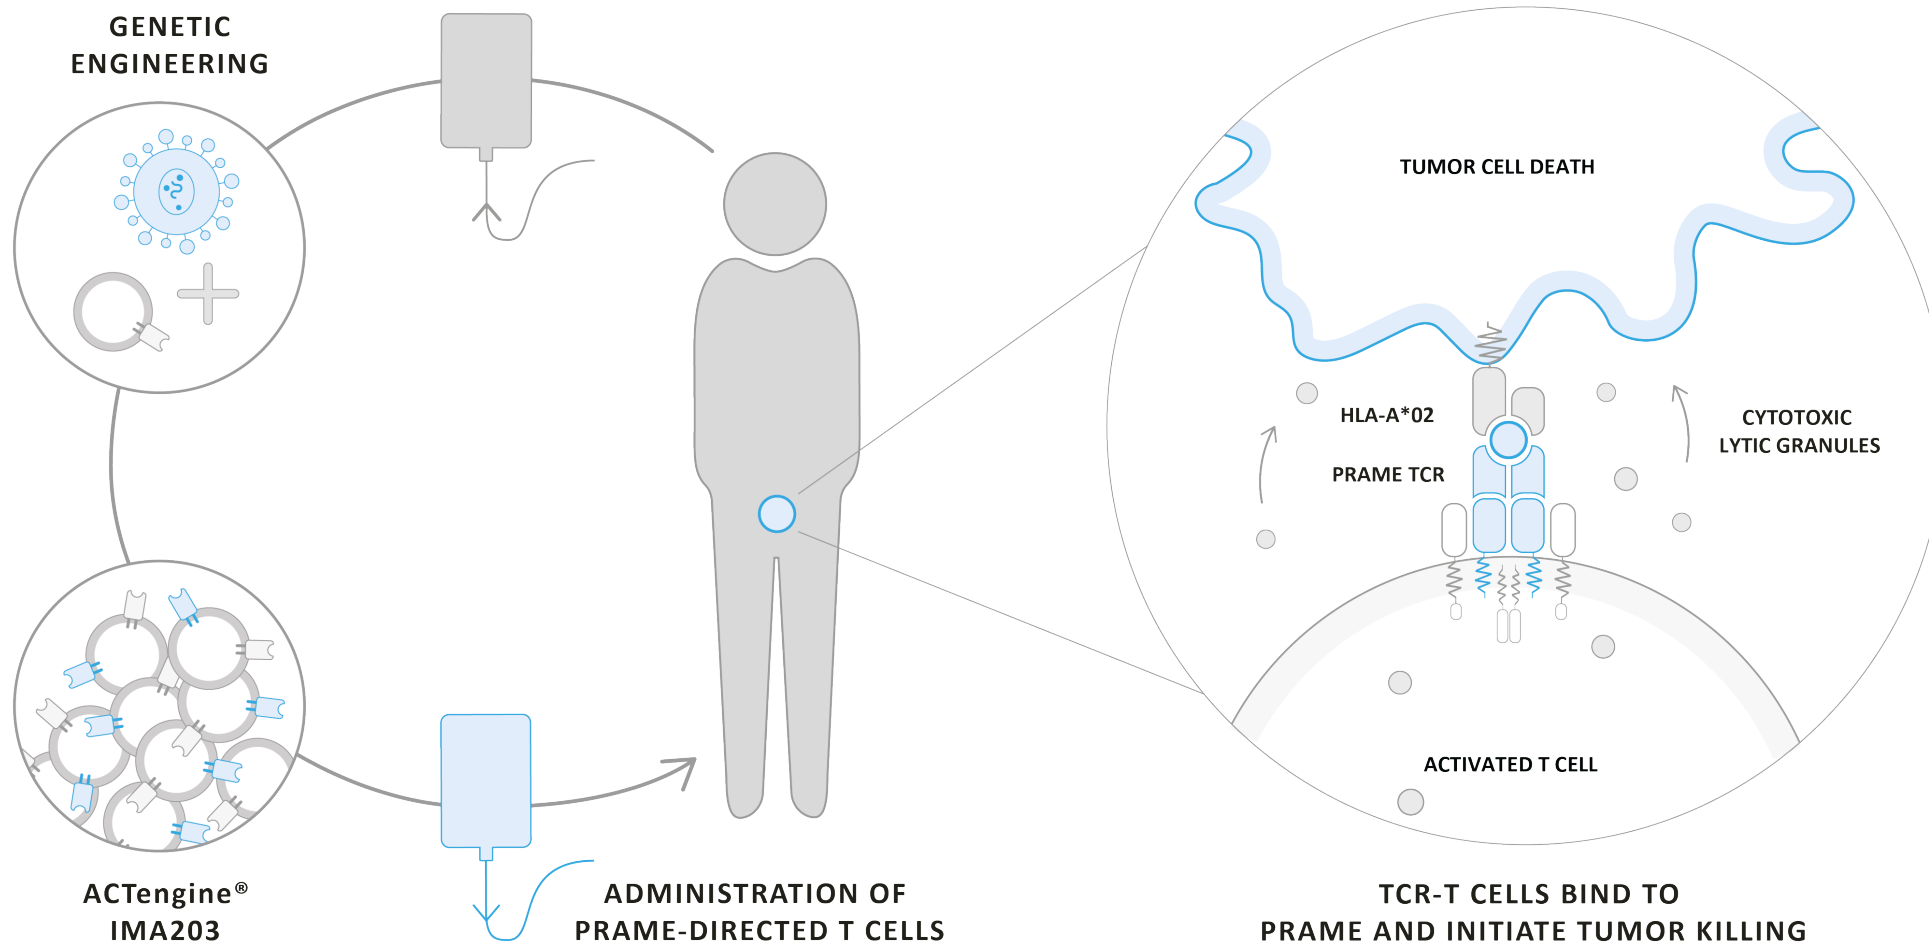 GENETIC
ENGINEERING
TUMOR CELL DEATH
HLA-A*02
PRAME TCR
CYTOTOXIC
LYTIC GRANULES
ACTIVATED T CELL
ACTengine®
IMA203
ADMINISTRATION OF
PRAME-DIRECTED T CELLS
TCR-T CELLS BIND TO
PRAME AND INITIATE TUMOR KILLING